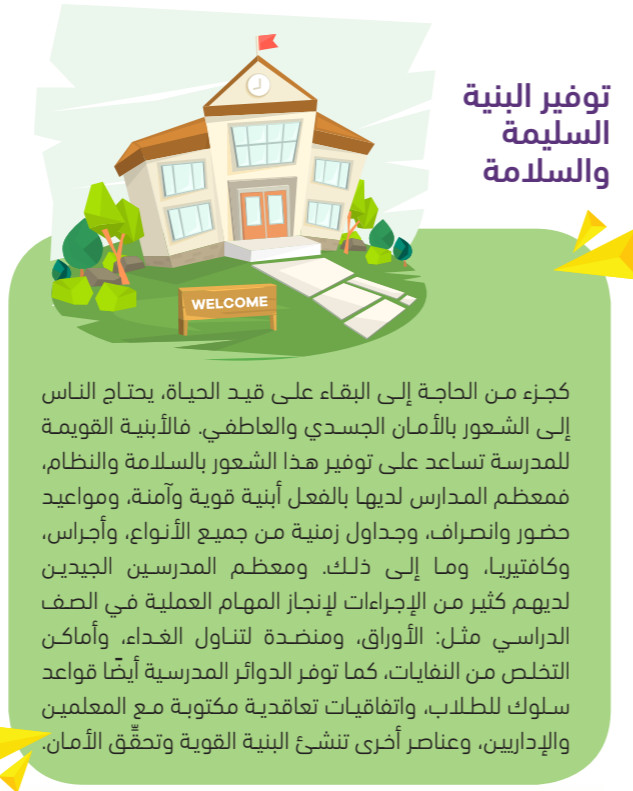 توفير البنية
السليمة
والسلامة
WELCOME
كجزء من الحاجة إلى البقاء على قيد الحياة، يحتاج الناس
إلى الشعور بالأمان الجسدي والعاطفي. فالأبنية القويمة
للمدرسة تساعد على توفير هذا الشعور بالسلامة والنظام،
فمعظم المدارس لديها بالفعل أبنية قوية وآمنة، ومواعيد
حضور وانصراف، وجداول زمنية من جميع الأنواع، وأجراس،
وكافتيريا، وما إلى ذلك. ومعظم المدرسين الجيدين
لديهم كثير من الإجراءات لإنجاز المهام العملية في الصف
الدراسي مثل: الأوراق، ومنضدة لتناول الغداء، وأماكن
التخلص من النفايات، كما توفر الدوائر المدرسية أيضًا قواعد
سلوك للطلاب، واتفاقيات تعاقدية مكتوبة مع المعلمين
والإداريين، وعناصر أخرى تنشئ البنية القوية وتحقِّق الأمان.